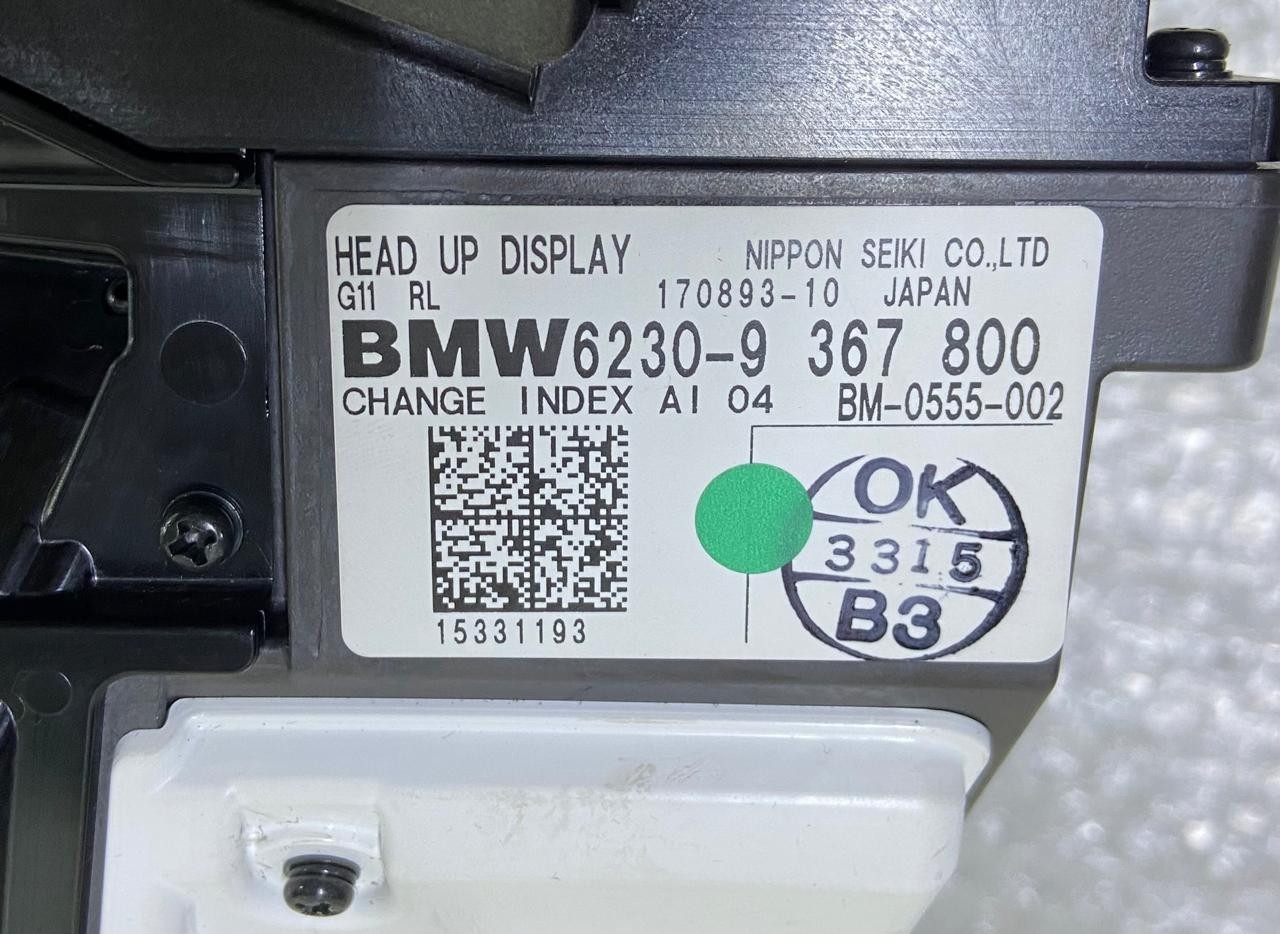 HEAD UP DISPLAY NIPPON SEIKI CO.,LTD
G11 RL 170893-10 JAPAN
BMW6230-9 367 800
CHANGE INDEX AI 04 BM-0555-002
15331193
OK
3315
B3